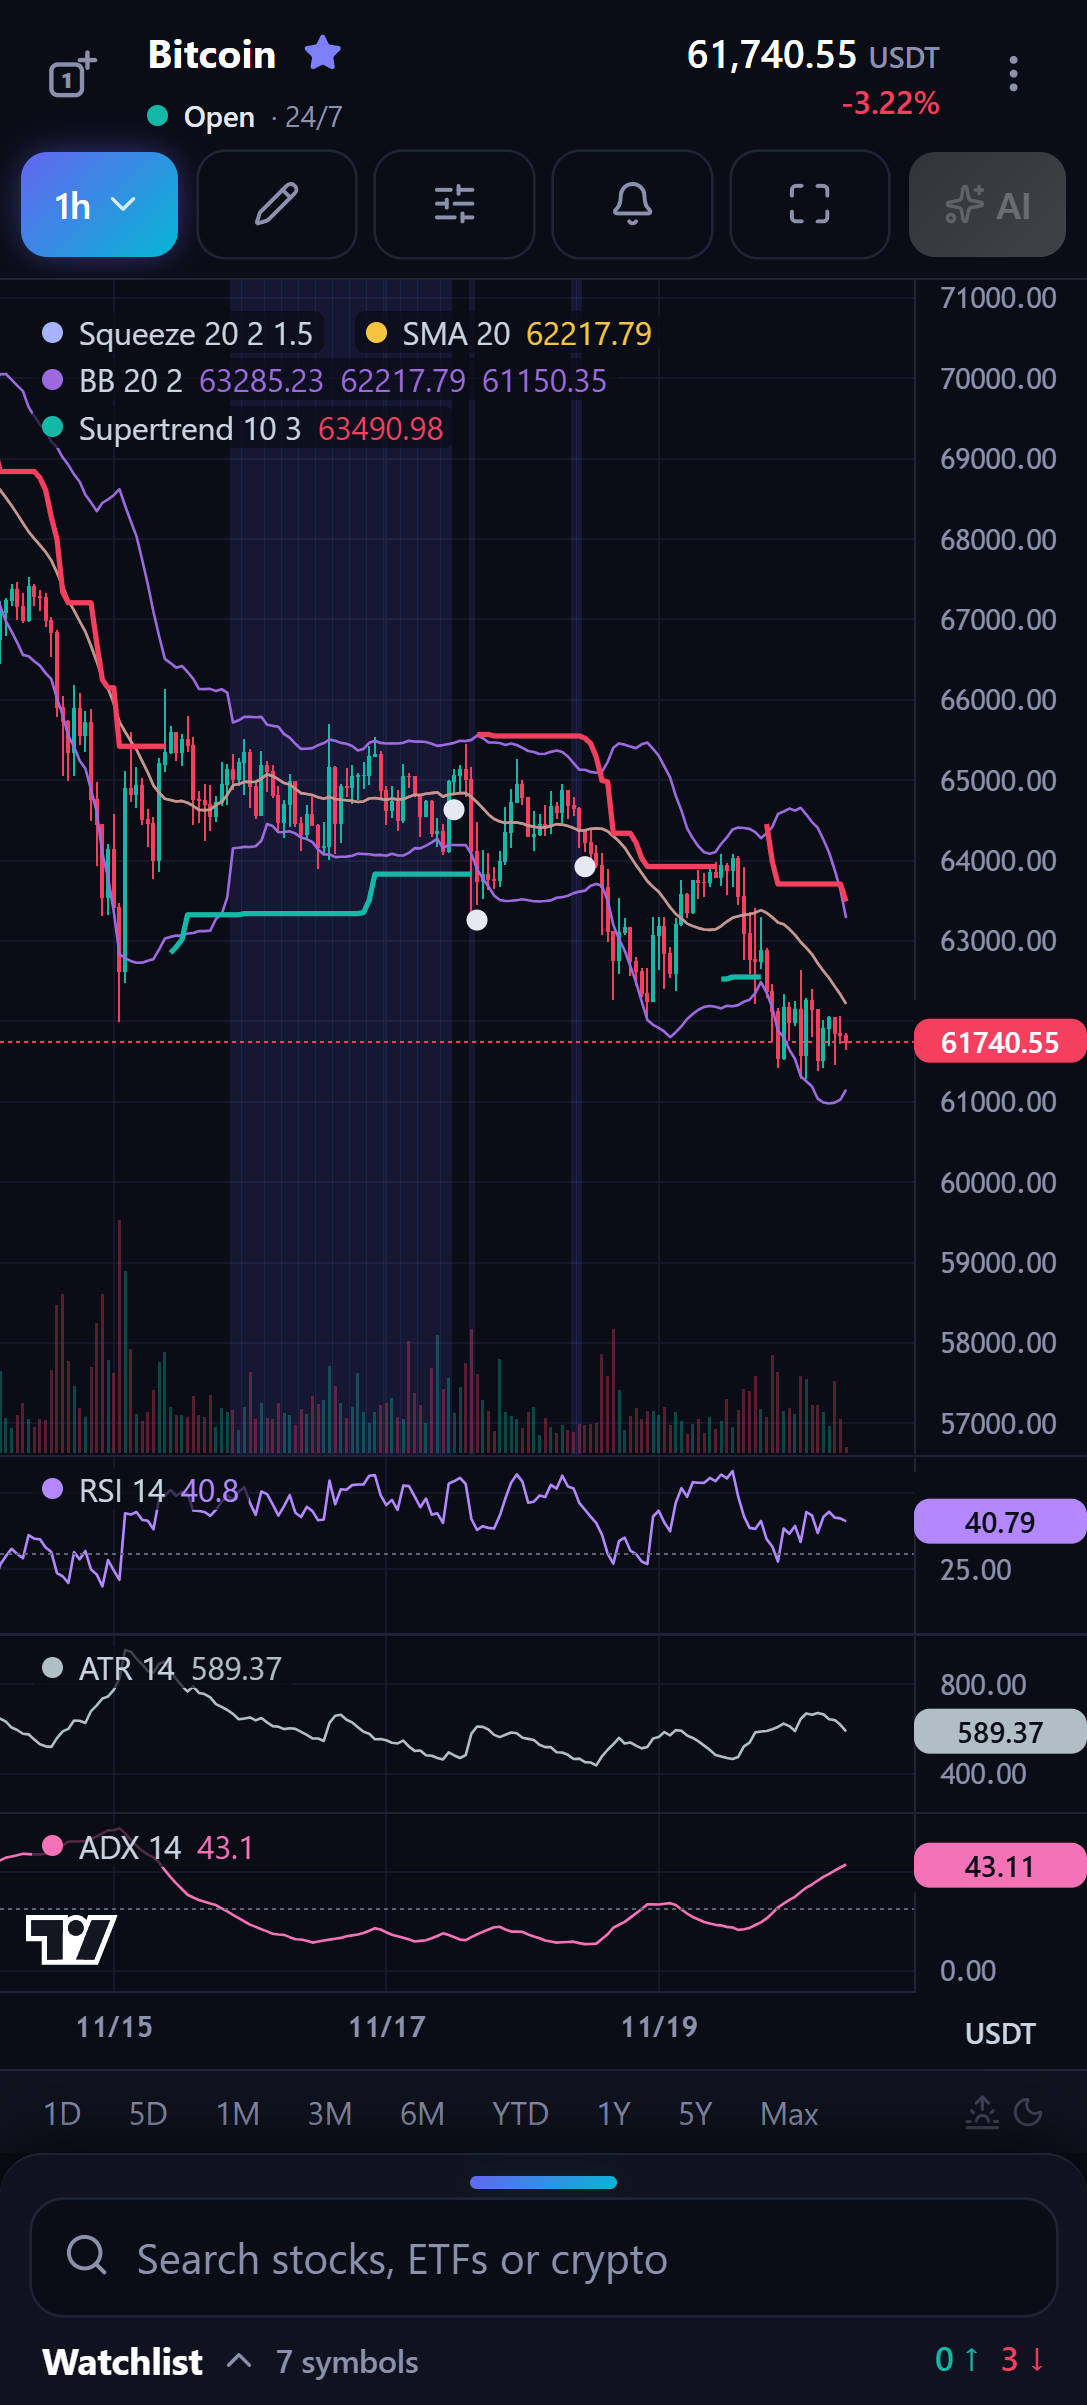 1
Bitcoin
61,740.55 USDT
Open · 24/7
-3.22%
1h
AI
Squeeze 20 2 1.5
SMA 20 62217.79
BB 20 2 63285.23 62217.79 61150.35
Supertrend 10 3 63490.98
71000.00
70000.00
69000.00
68000.00
67000.00
66000.00
65000.00
64000.00
63000.00
61740.55
61000.00
60000.00
59000.00
58000.00
57000.00
RSI 14 40.8
40.79
25.00
ATR 14 589.37
800.00
589.37
400.00
ADX 14 43.1
43.11
0.00
11/15 11/17 11/19
USDT
1D 5D 1M 3M 6M YTD 1Y 5Y Max
Search stocks, ETFs or crypto
Watchlist 7 symbols 0 ↑ 3 ↓